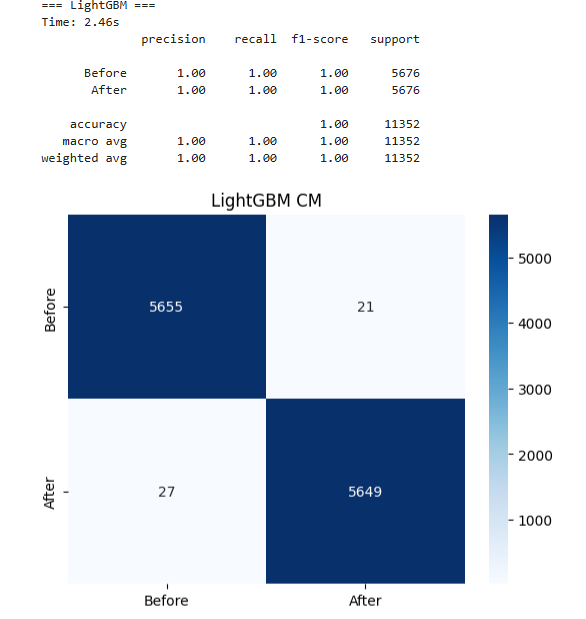 === LightGBM ===
Time: 2.46s
precision recall f1-score support
Before 1.00 1.00 1.00 5676
After 1.00 1.00 1.00 5676
accuracy 1.00 11352
macro avg 1.00 1.00 1.00 11352
weighted avg 1.00 1.00 1.00 11352
LightGBM CM
Before 5655 21
After 27 5649
Before After
5000
4000
3000
2000
1000